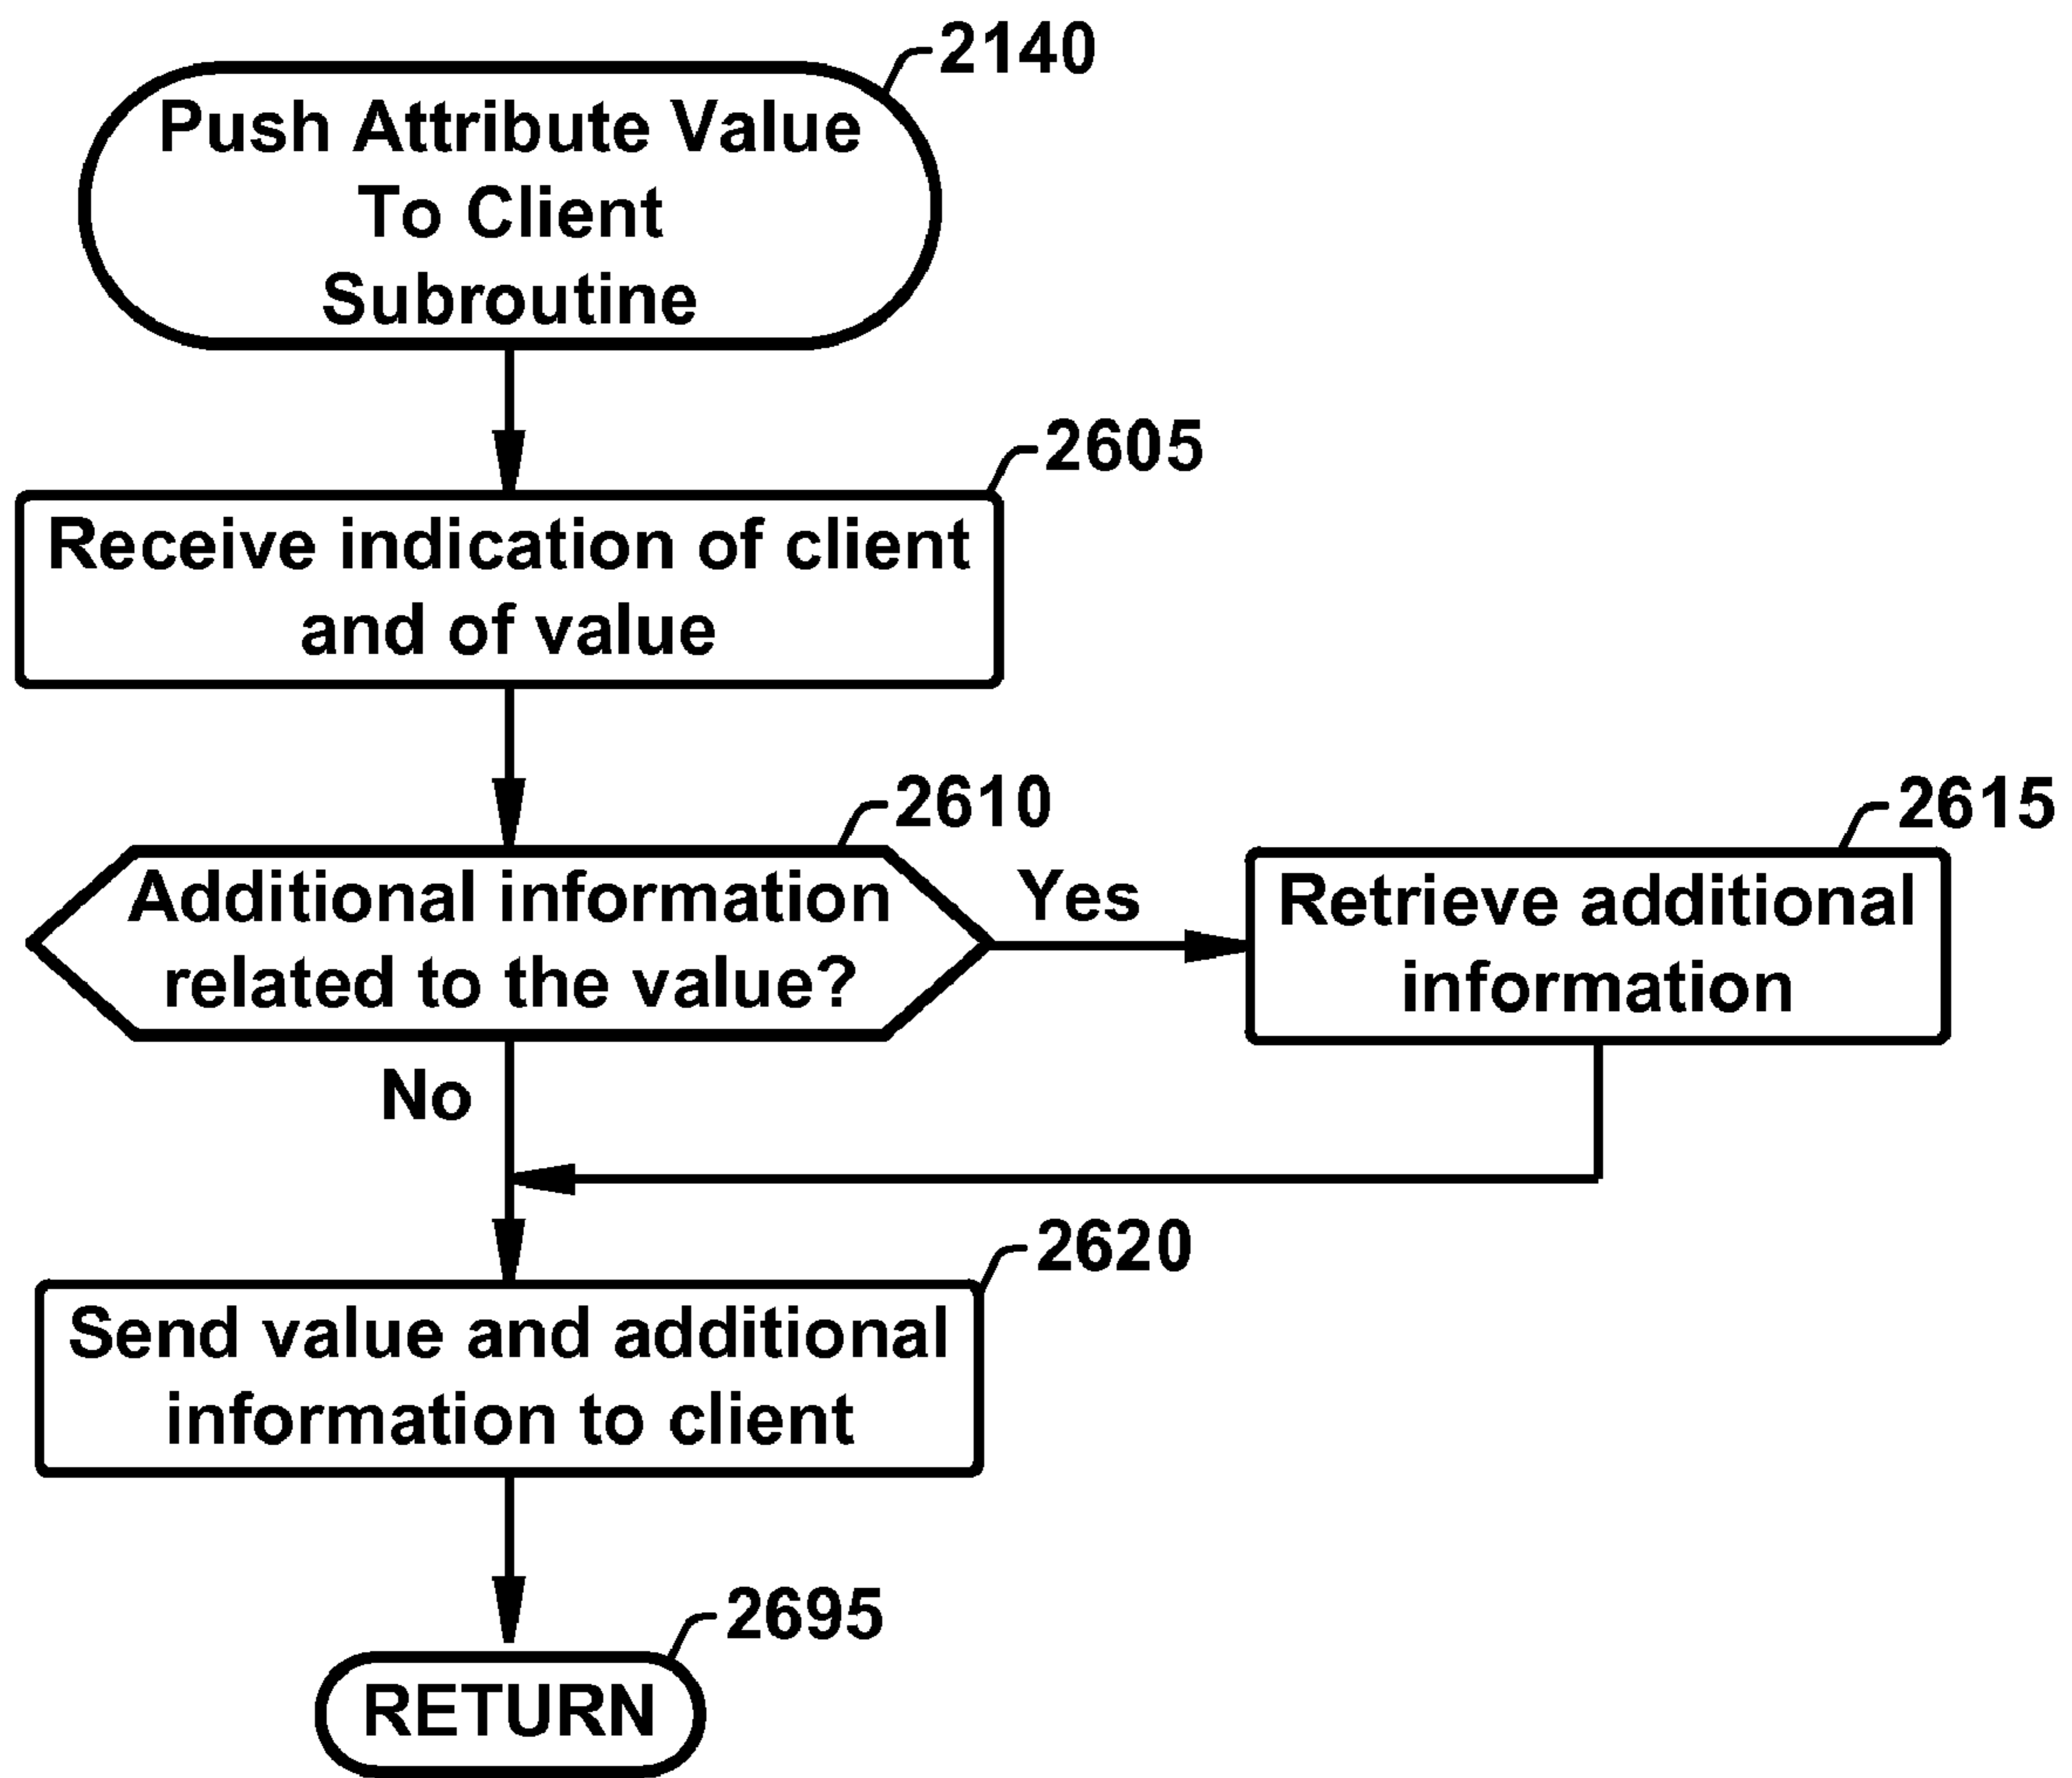 2140
Push Attribute Value
To Client
Subroutine
2605
Receive indication of client
and of value
2610
Additional information
related to the value?
Yes
2615
Retrieve additional
information
No
2620
Send value and additional
information to client
2695
RETURN